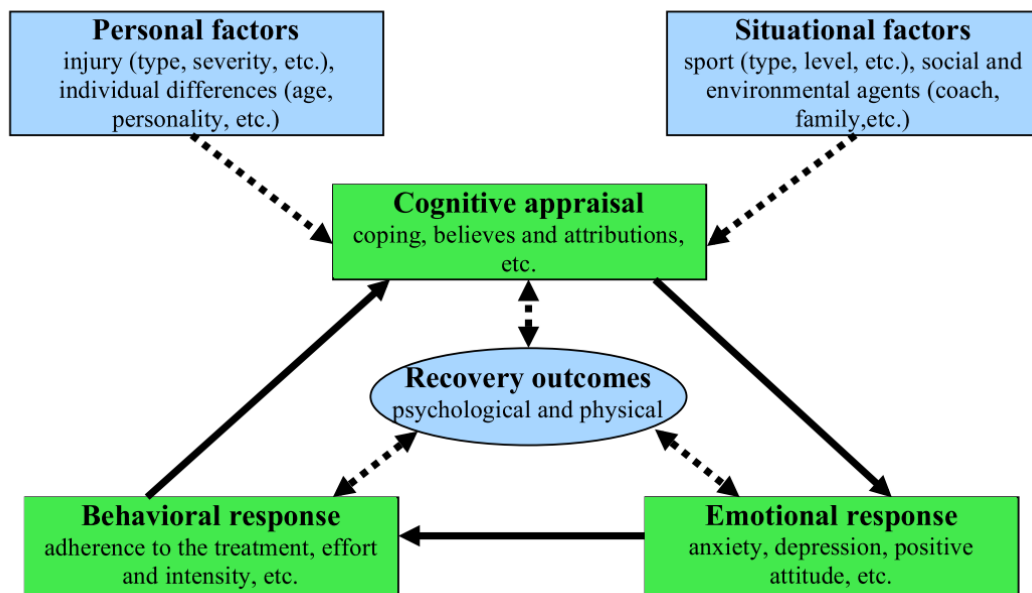 Personal factors
injury (type, severity, etc.),
individual differences (age,
personality, etc.)
Situational factors
sport (type, level, etc.), social and
environmental agents (coach,
family,etc.)
Cognitive appraisal
coping, believes and attributions,
etc.
Recovery outcomes
psychological and physical
Behavioral response
adherence to the treatment, effort
and intensity, etc.
Emotional response
anxiety, depression, positive
attitude, etc.